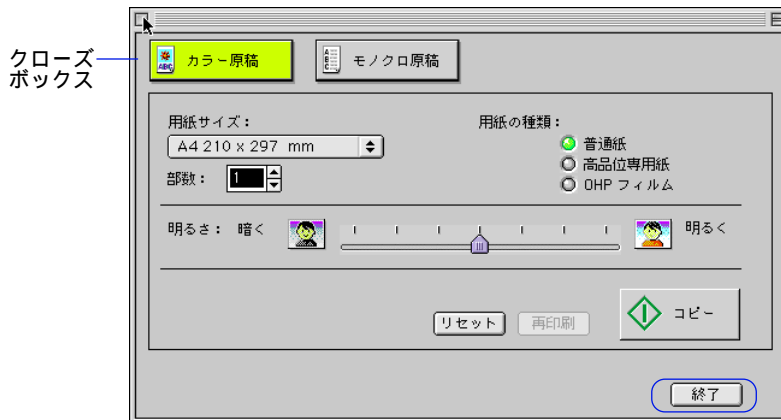 クローズ
ボックス
カラー原稿
モノクロ原稿
用紙サイズ：
A4 210 x 297 mm
部数： 1
用紙の種類：
普通紙
高品位専用紙
OHP フィルム
明るさ： 暗く 明るく
リセット 再印刷 コピー
終了